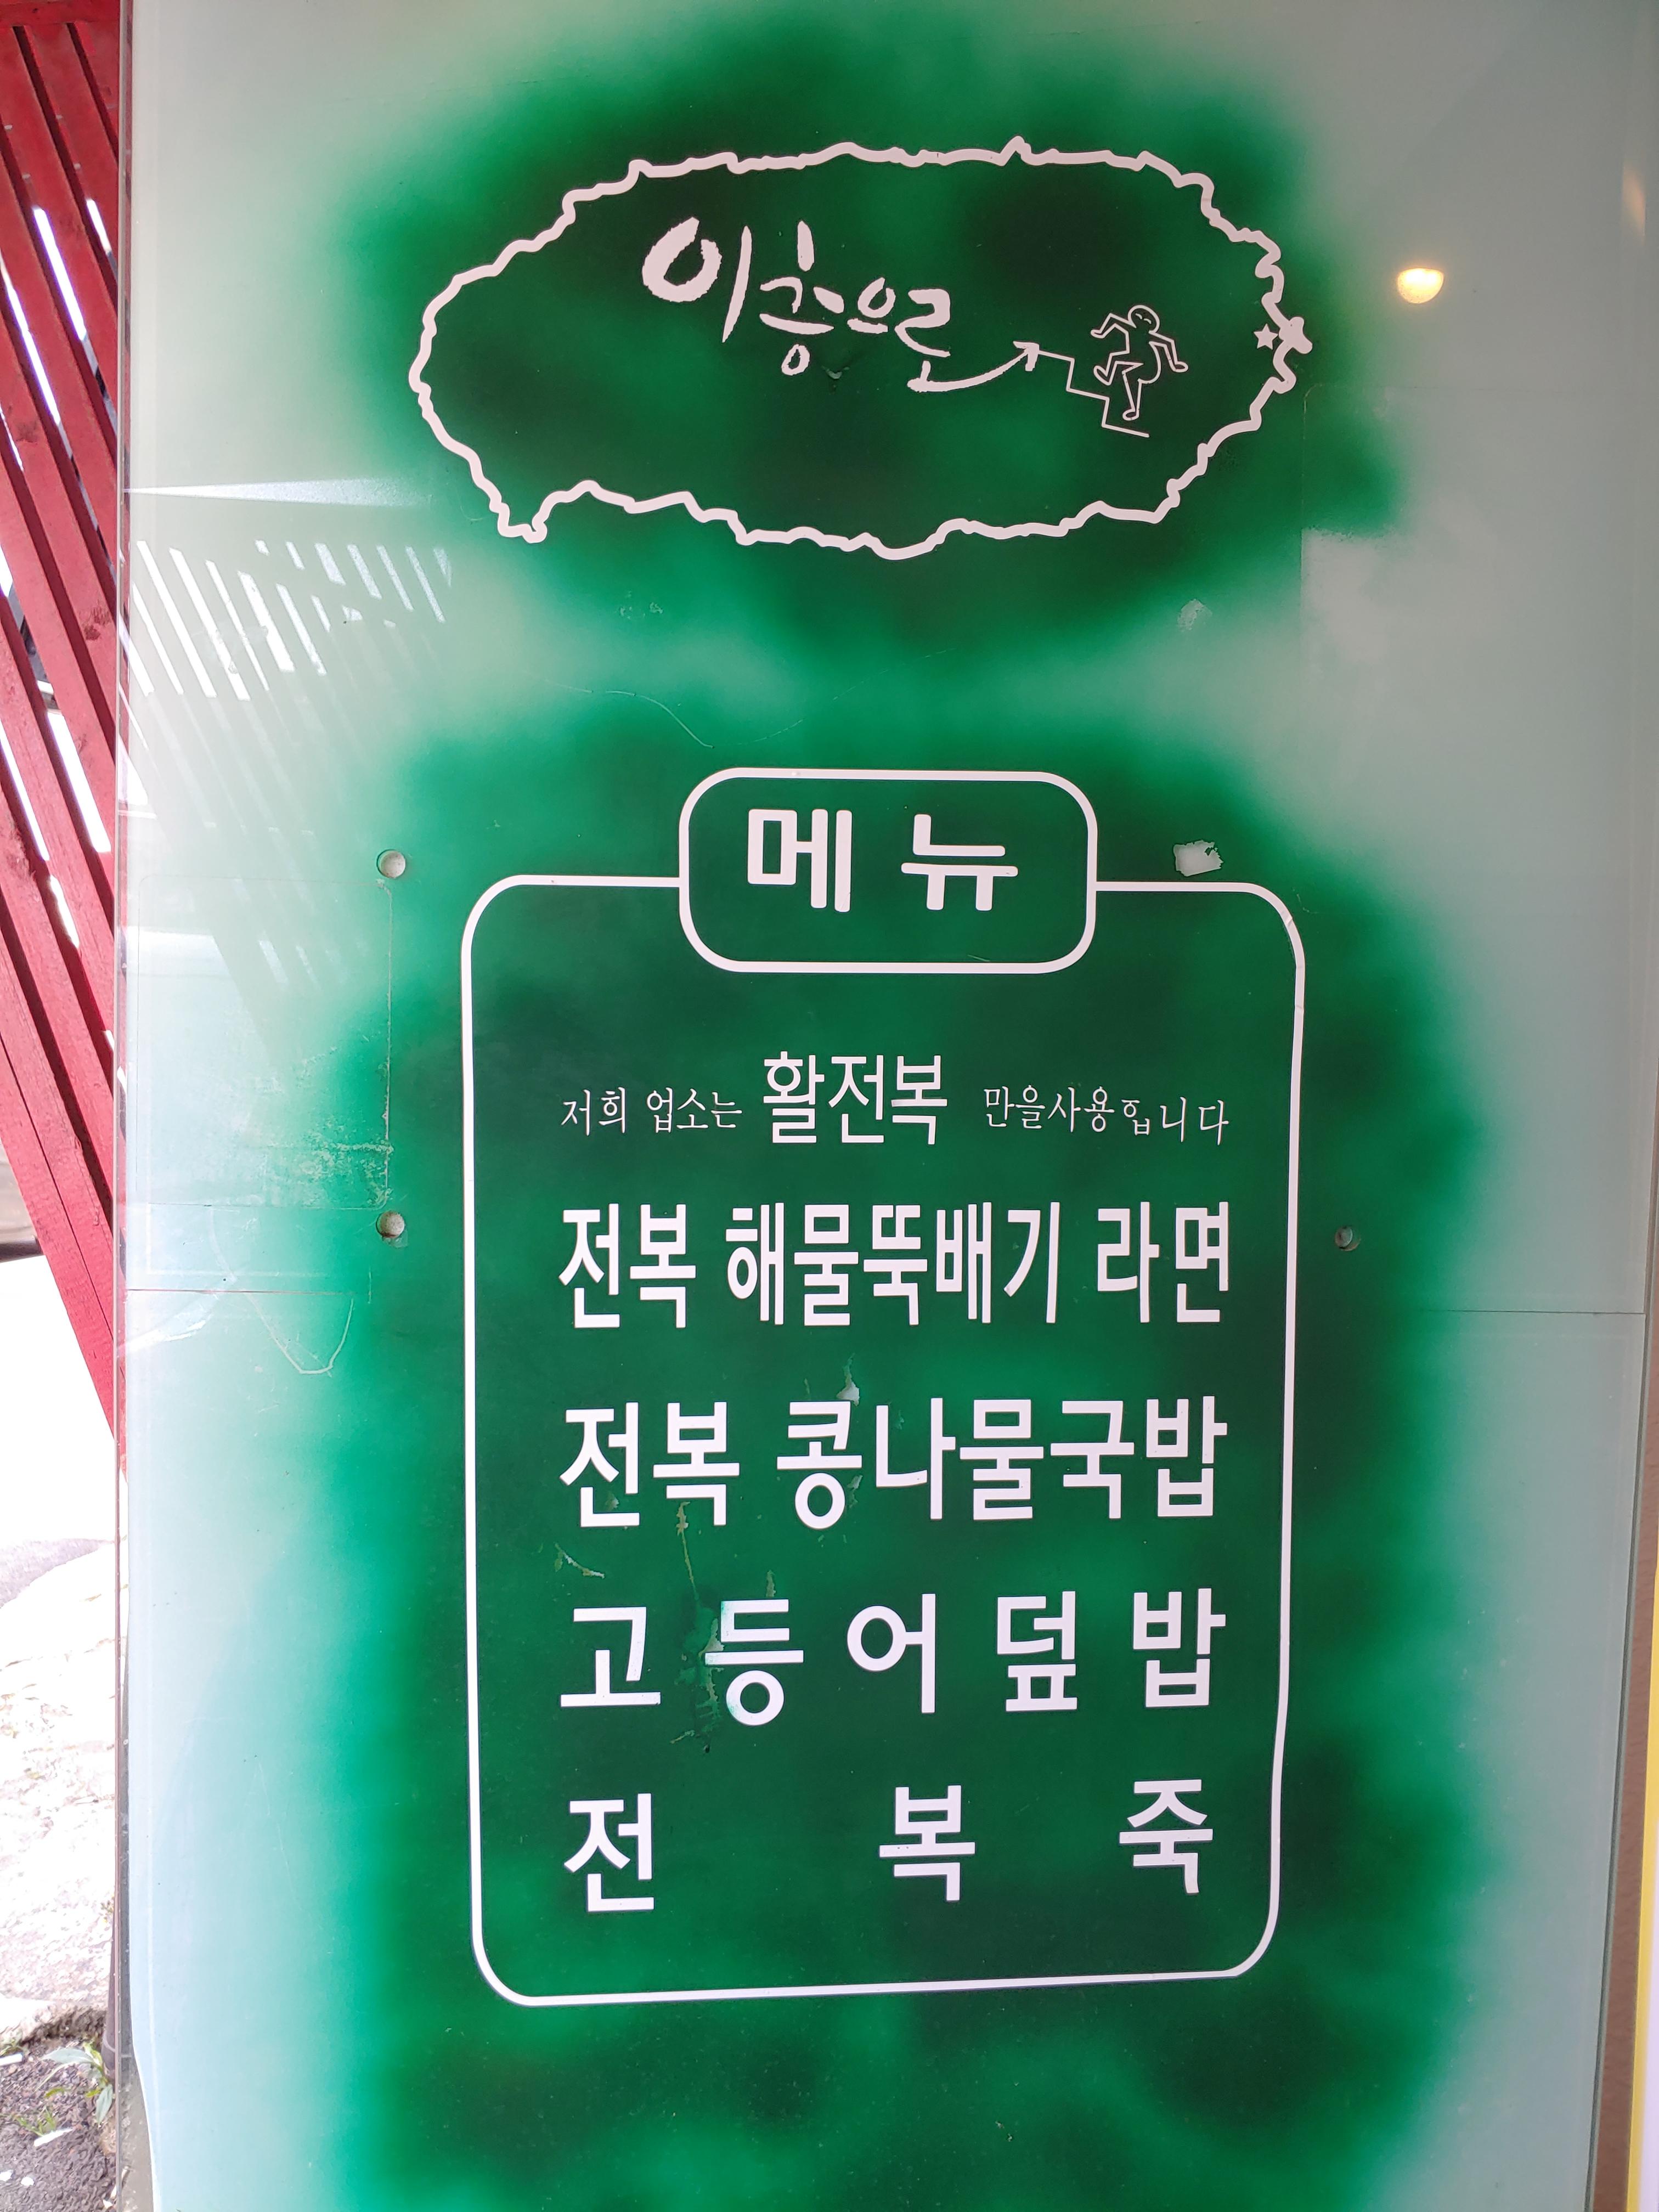 이층으로
메뉴
저희 업소는 활전복 만을사용합니다
전복 해물뚝배기 라면
전복 콩나물국밥
고등어덮밥
전복죽